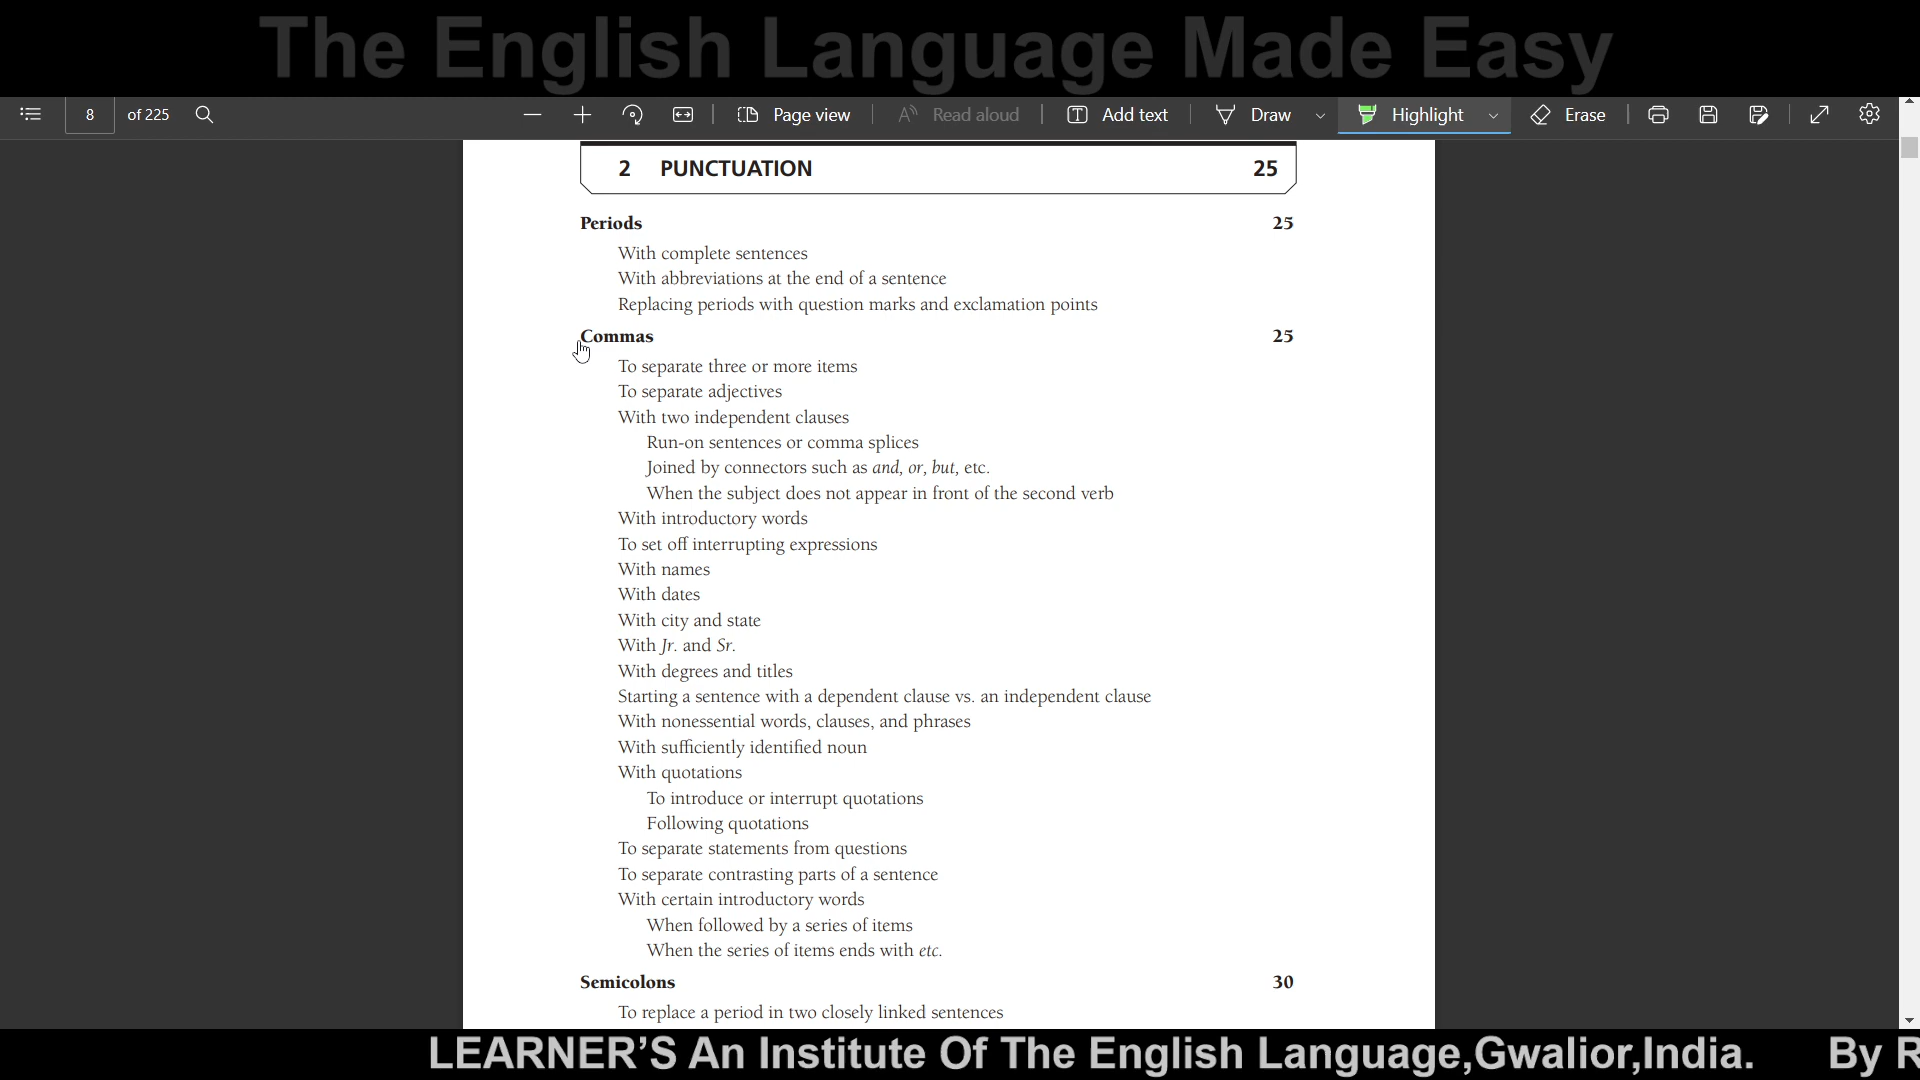 The English Language Made Easy
8 of 225 Page view Read aloud Add text Draw Highlight Erase
2 PUNCTUATION 25
Periods 25
With complete sentences
With abbreviations at the end of a sentence
Replacing periods with question marks and exclamation points
Commas 25
To separate three or more items
To separate adjectives
With two independent clauses
Run-on sentences or comma splices
Joined by connectors such as and, or, but, etc.
When the subject does not appear in front of the second verb
With introductory words
To set off interrupting expressions
With names
With dates
With city and state
With Jr. and Sr.
With degrees and titles
Starting a sentence with a dependent clause vs. an independent clause
With nonessential words, clauses, and phrases
With sufficiently identified noun
With quotations
To introduce or interrupt quotations
Following quotations
To separate statements from questions
To separate contrasting parts of a sentence
With certain introductory words
When followed by a series of items
When the series of items ends with etc.
Semicolons 30
To replace a period in two closely linked sentences
LEARNER'S An Institute Of The English Language,Gwalior,India. By R